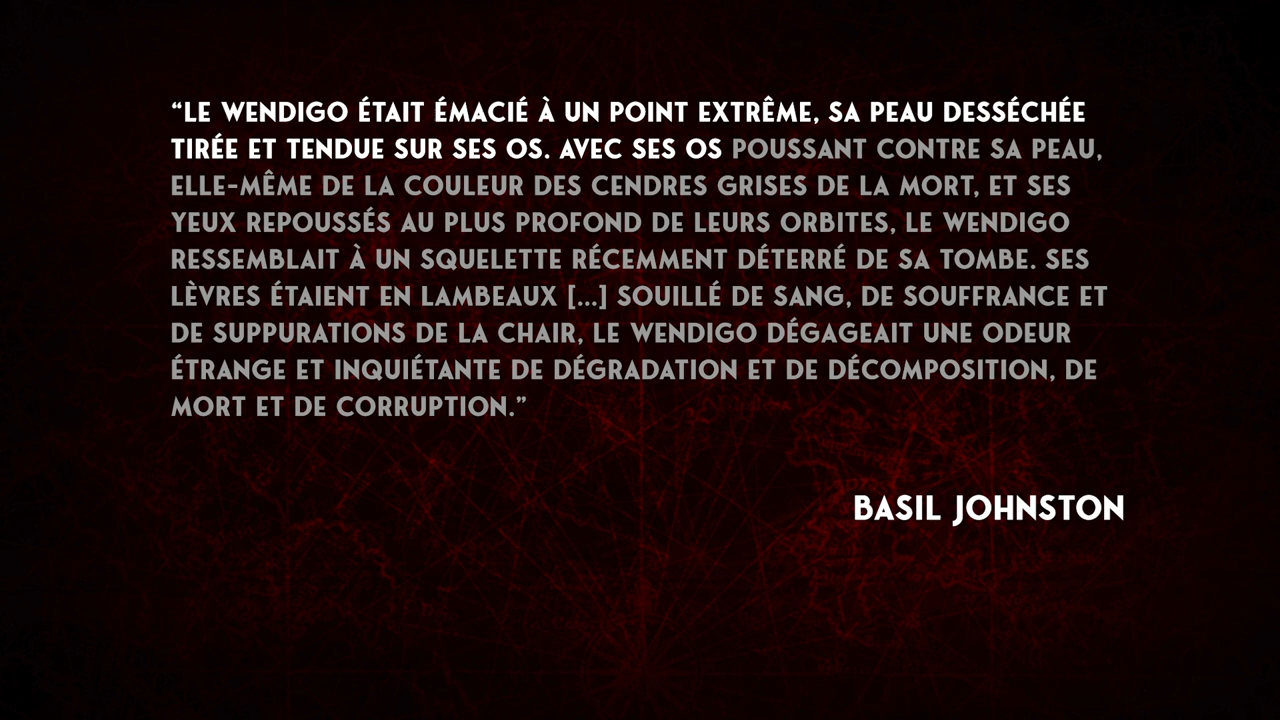 “LE WENDIGO ÉTAIT ÉMACIÉ À UN POINT EXTRÊME, SA PEAU DESSÉCHÉE
TIRÉE ET TENDUE SUR SES OS. AVEC SES OS POUSSANT CONTRE SA PEAU,
ELLE-MÊME DE LA COULEUR DES CENDRES GRISES DE LA MORT, ET SES
YEUX REPOUSSÉS AU PLUS PROFOND DE LEURS ORBITES, LE WENDIGO
RESSEMBLAIT À UN SQUELETTE RÉCEMMENT DÉTERRÉ DE SA TOMBE. SES
LÈVRES ÉTAIENT EN LAMBEAUX [...] SOUILLÉ DE SANG, DE SOUFFRANCE ET
DE SUPPURATIONS DE LA CHAIR, LE WENDIGO DÉGAGEAIT UNE ODEUR
ÉTRANGE ET INQUIÉTANTE DE DÉGRADATION ET DE DÉCOMPOSITION, DE
MORT ET DE CORRUPTION.”
BASIL JOHNSTON